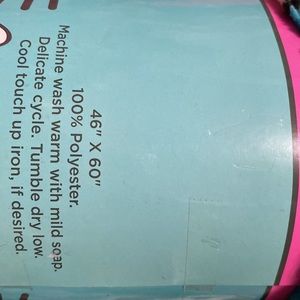 46" X 60"
100% Polyester.
Machine wash warm with mild soap.
Delicate cycle. Tumble dry low.
Cool touch up iron, if desired.